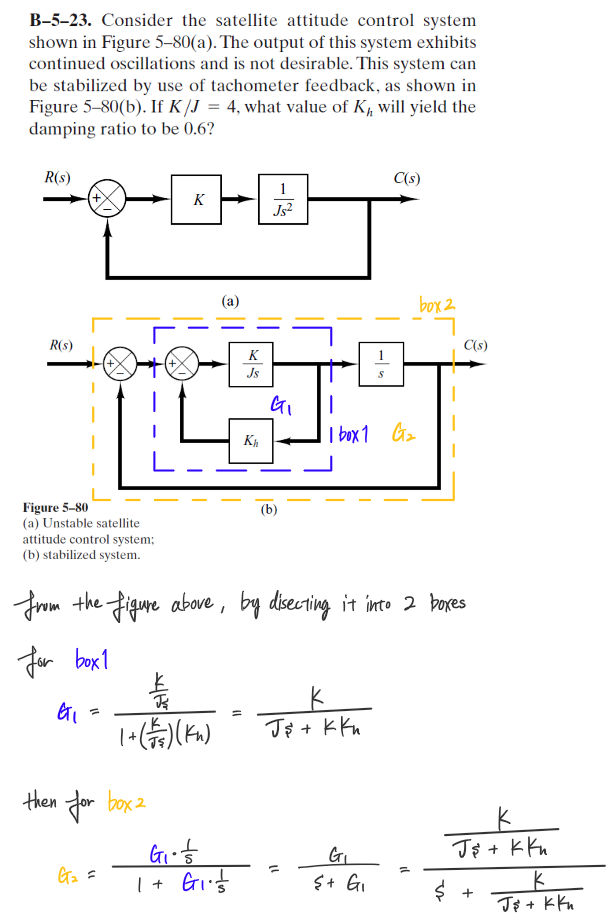 B–5–23. Consider the satellite attitude control system
shown in Figure 5–80(a). The output of this system exhibits
continued oscillations and is not desirable. This system can
be stabilized by use of tachometer feedback, as shown in
Figure 5–80(b). If K/J = 4, what value of K_h will yield the
damping ratio to be 0.6?
R(s) + − K 1/Js² C(s)
(a)
box 2
R(s) + − + − K/Js 1/s C(s)
G₁
K_h box 1 G₂
(b)
Figure 5–80
(a) Unstable satellite
attitude control system;
(b) stabilized system.
from the figure above, by disecting it into 2 boxes
for box 1
G₁ = (K/Js)/(1+(K/Js)(K_h)) = K/(Js + KK_h)
then for box 2
G₂ = (G₁·1/s)/(1 + G₁·1/s) = G₁/(s + G₁) = (K/(Js + KK_h))/(s + K/(Js + KK_h))